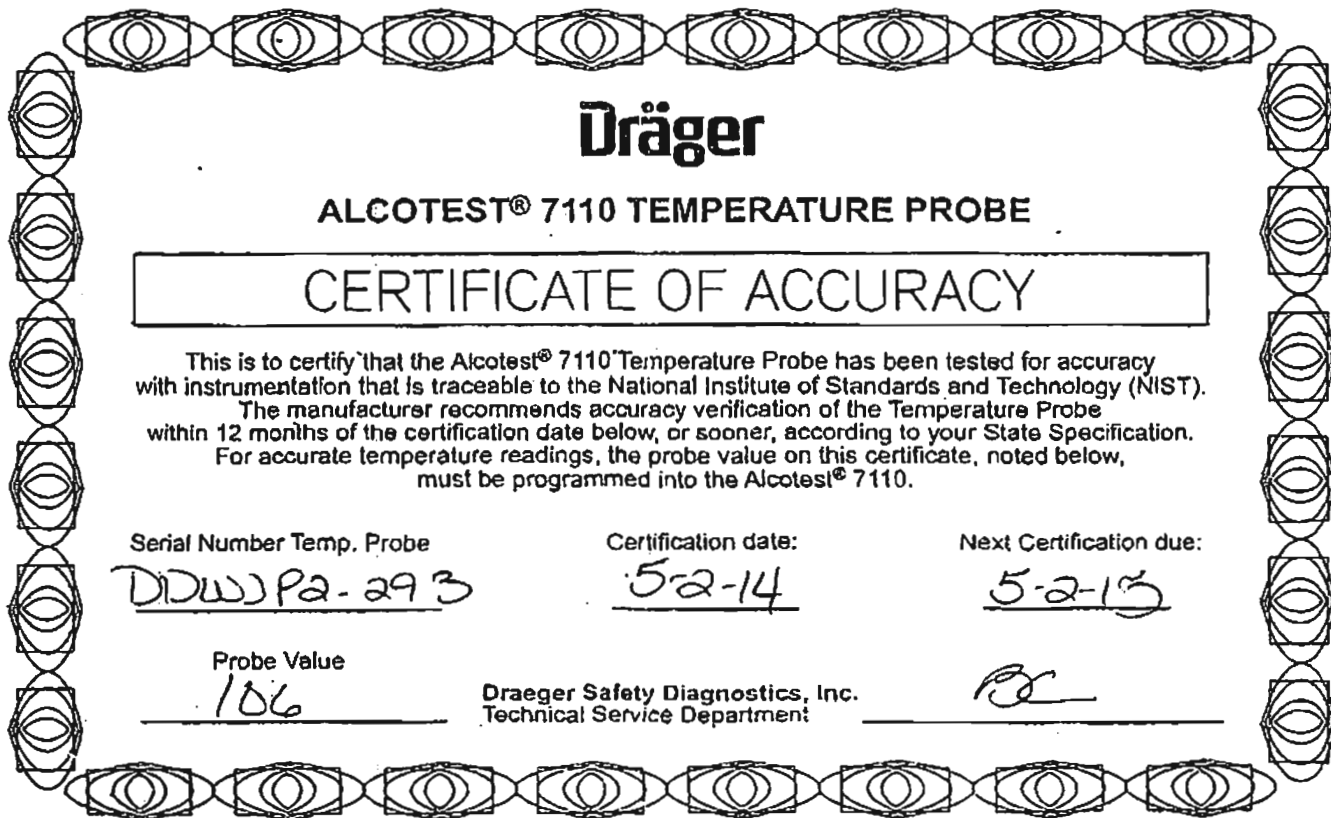 Dräger
ALCOTEST® 7110 TEMPERATURE PROBE
CERTIFICATE OF ACCURACY
This is to certify that the Alcotest® 7110 Temperature Probe has been tested for accuracy
with instrumentation that is traceable to the National Institute of Standards and Technology (NIST).
The manufacturer recommends accuracy verification of the Temperature Probe
within 12 months of the certification date below, or sooner, according to your State Specification.
For accurate temperature readings, the probe value on this certificate, noted below,
must be programmed into the Alcotest® 7110.
Serial Number Temp. Probe Certification date: Next Certification due:
DDWJP2-293 5-2-14 5-2-15
Probe Value
106
Draeger Safety Diagnostics, Inc.
Technical Service Department